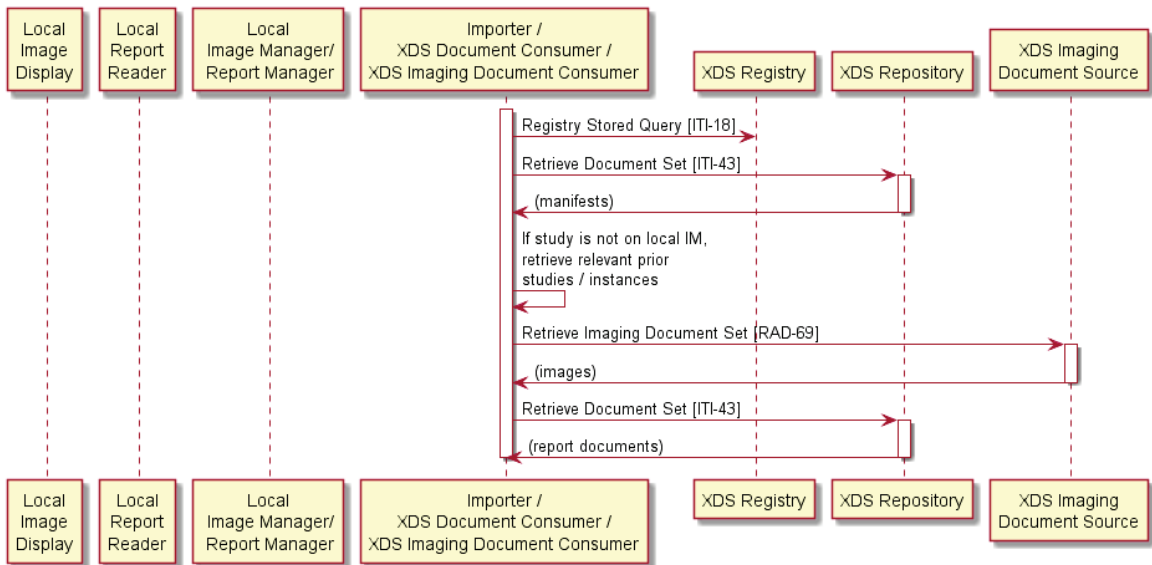 Local
Image
Display
Local
Report
Reader
Local
Image Manager/
Report Manager
Importer /
XDS Document Consumer /
XDS Imaging Document Consumer
XDS Registry
XDS Repository
XDS Imaging
Document Source
Registry Stored Query [ITI-18]
Retrieve Document Set [ITI-43]
(manifests)
If study is not on local IM,
retrieve relevant prior
studies / instances
Retrieve Imaging Document Set [RAD-69]
(images)
Retrieve Document Set [ITI-43]
(report documents)
Local
Image
Display
Local
Report
Reader
Local
Image Manager/
Report Manager
Importer /
XDS Document Consumer /
XDS Imaging Document Consumer
XDS Registry
XDS Repository
XDS Imaging
Document Source